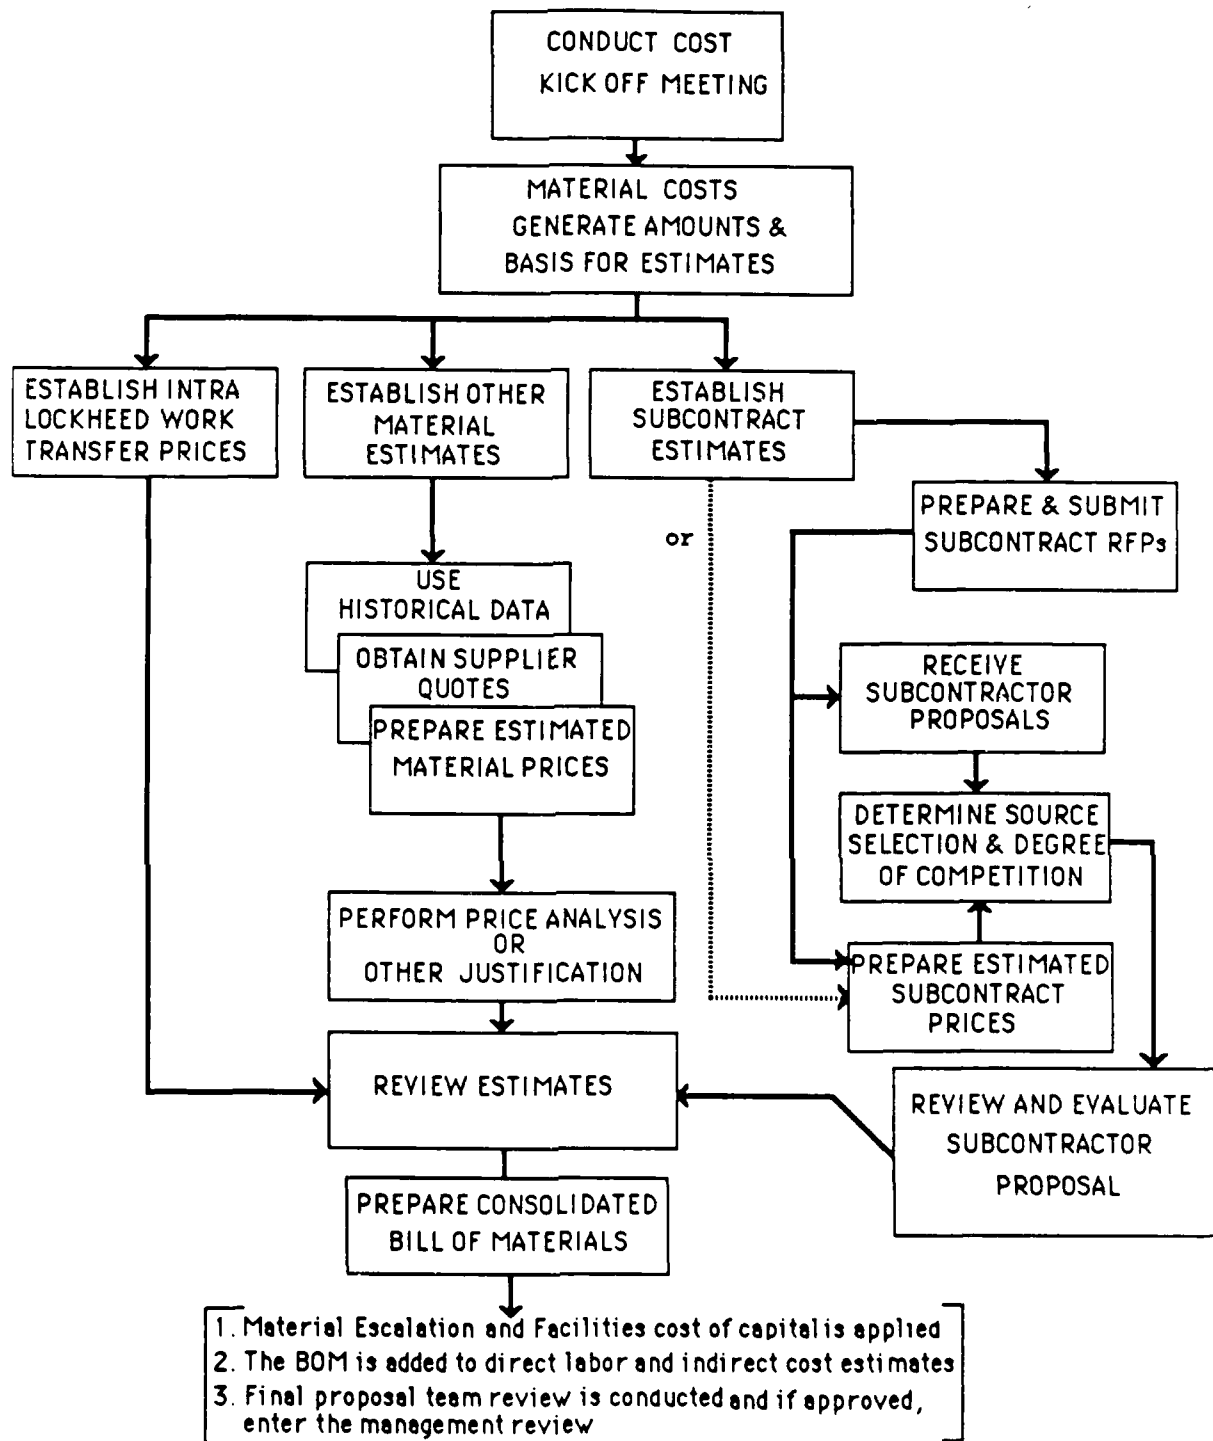 CONDUCT COST
KICK OFF MEETING
MATERIAL COSTS
GENERATE AMOUNTS &
BASIS FOR ESTIMATES
ESTABLISH INTRA
LOCKHEED WORK
TRANSFER PRICES
ESTABLISH OTHER
MATERIAL
ESTIMATES
ESTABLISH
SUBCONTRACT
ESTIMATES
or
PREPARE & SUBMIT
SUBCONTRACT RFPs
USE
HISTORICAL DATA
OBTAIN SUPPLIER
QUOTES
PREPARE ESTIMATED
MATERIAL PRICES
RECEIVE
SUBCONTRACTOR
PROPOSALS
DETERMINE SOURCE
SELECTION & DEGREE
OF COMPETITION
PERFORM PRICE ANALYSIS
OR
OTHER JUSTIFICATION
PREPARE ESTIMATED
SUBCONTRACT
PRICES
REVIEW ESTIMATES
REVIEW AND EVALUATE
SUBCONTRACTOR
PROPOSAL
PREPARE CONSOLIDATED
BILL OF MATERIALS
1. Material Escalation and Facilities cost of capital is applied
2. The BOM is added to direct labor and indirect cost estimates
3. Final proposal team review is conducted and if approved,
enter the management review